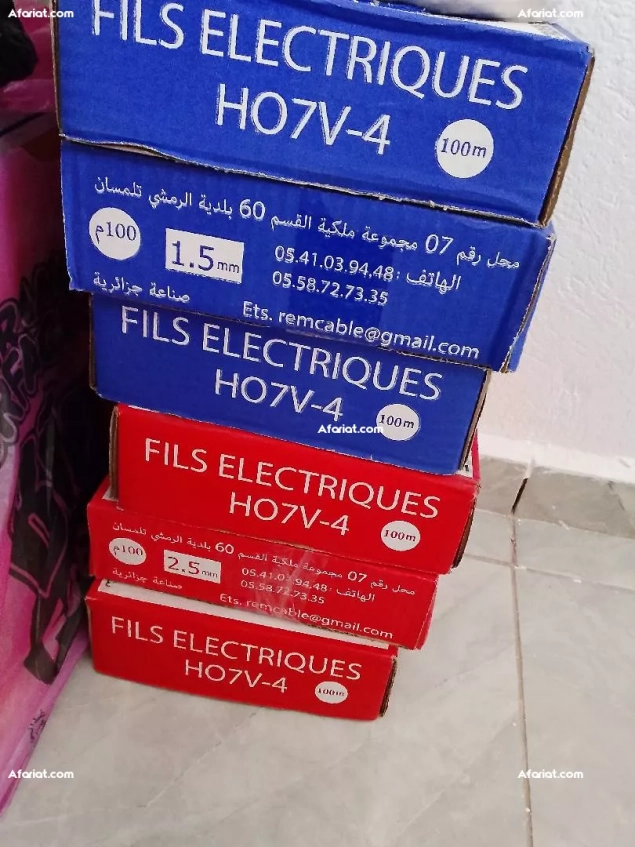 Afariat.com
Afariat.com
FILS ELECTRIQUES
HO7V-4
100m
محل رقم 07 مجموعة ملكية القسم 60 بلدية الرمشي تلمسان
100م
1.5mm
الهاتف: 05.41.03.94.48
05.58.72.73.35
صناعة جزائرية
Ets. remcable@gmail.com
FILS ELECTRIQUES
HO7V-4
100m
Afariat.com
FILS ELECTRIQUES
HO7V-4
100m
محل رقم 07 مجموعة ملكية القسم 60 بلدية الرمشي تلمسان
100م
2.5mm
الهاتف: 05.41.03.94.48
05.58.72.73.35
صناعة جزائرية
Ets. remcable@gmail.com
FILS ELECTRIQUES
HO7V-4
100m
Afariat.com
Afariat.com